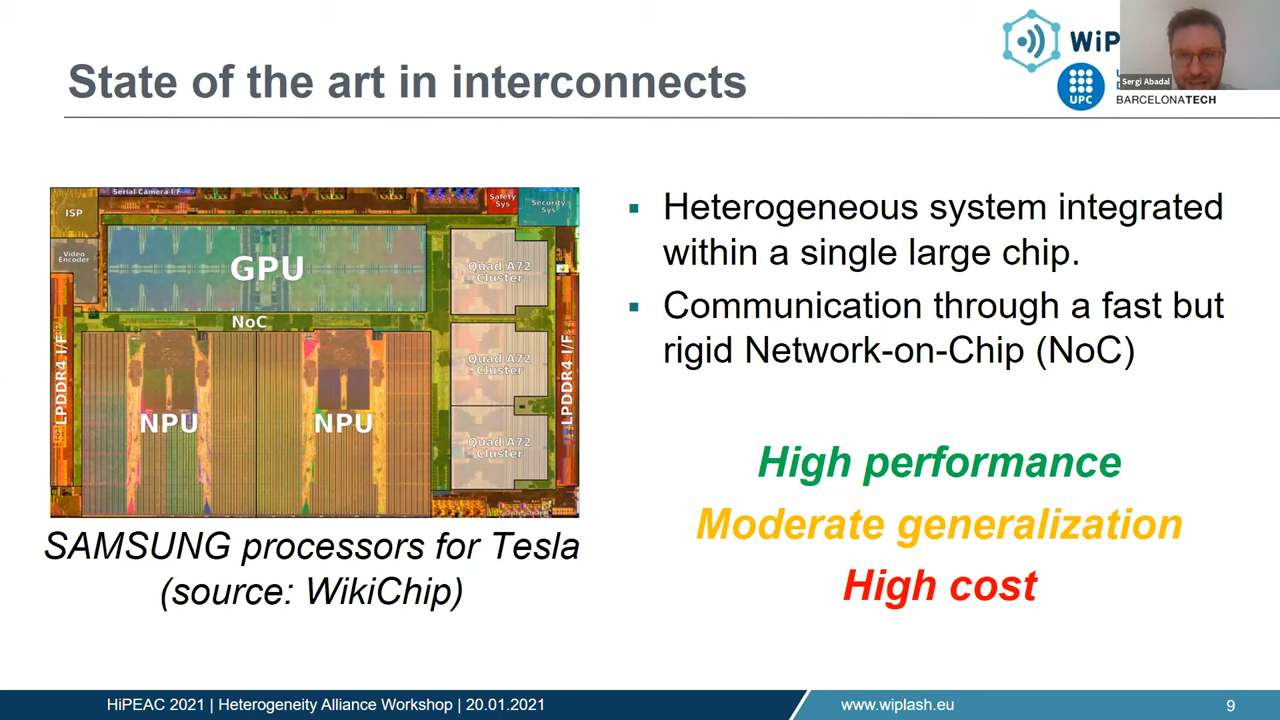 State of the art in interconnects
WiP
UPC
BARCELONATECH
Sergi Abadal
Serial Camera I/F
Safety
Sys
Security
Sys
ISP
Video
Encoder
GPU
Quad A72
Cluster
NoC
LPDDR4 I/F
Quad A72
Cluster
LPDDR4 I/F
NPU
NPU
Quad A72
Cluster
SAMSUNG processors for Tesla
(source: WikiChip)
▪ Heterogeneous system integrated
within a single large chip.
▪ Communication through a fast but
rigid Network-on-Chip (NoC)
High performance
Moderate generalization
High cost
HiPEAC 2021 | Heterogeneity Alliance Workshop | 20.01.2021
www.wiplash.eu
9